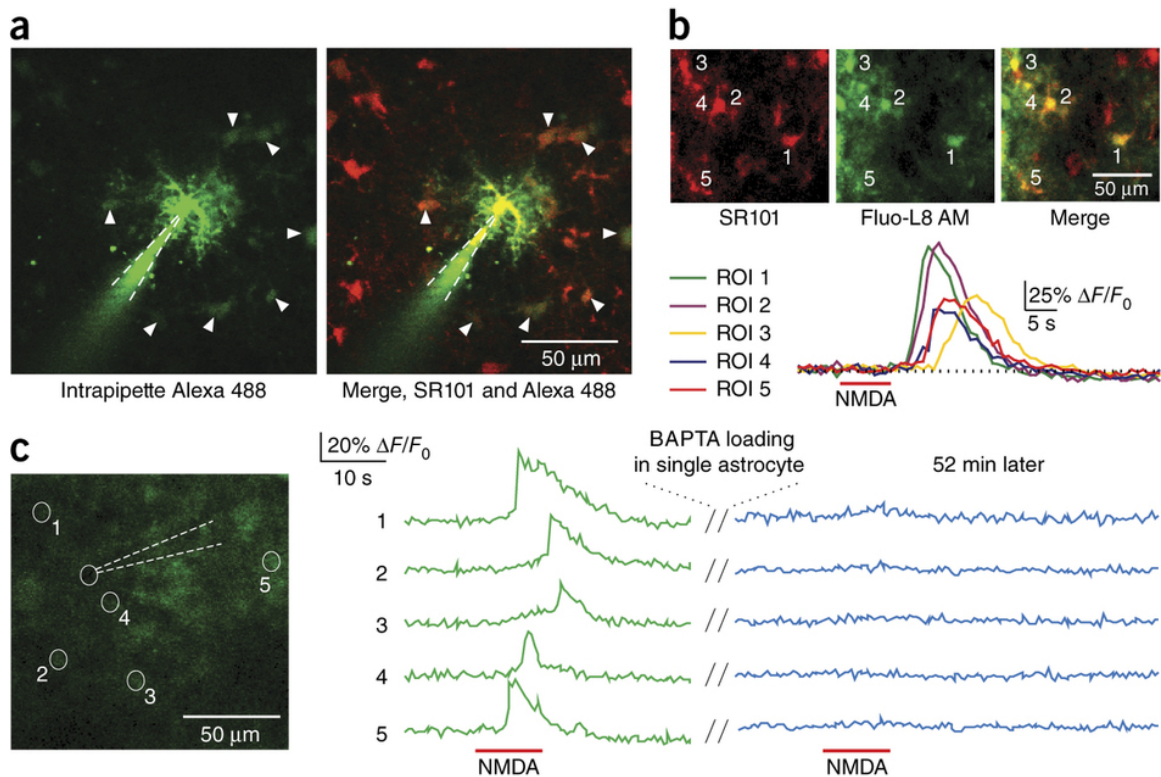 a
Intrapipette Alexa 488
Merge, SR101 and Alexa 488
50 μm
b
3
4
2
1
5
SR101
3
4
2
1
5
Fluo-L8 AM
3
4
2
1
5
50 μm
Merge
ROI 1
ROI 2
ROI 3
ROI 4
ROI 5
25% ΔF/F0
5 s
NMDA
c
1
5
4
2
3
50 μm
20% ΔF/F0
10 s
BAPTA loading
in single astrocyte
52 min later
1
2
3
4
5
NMDA
NMDA